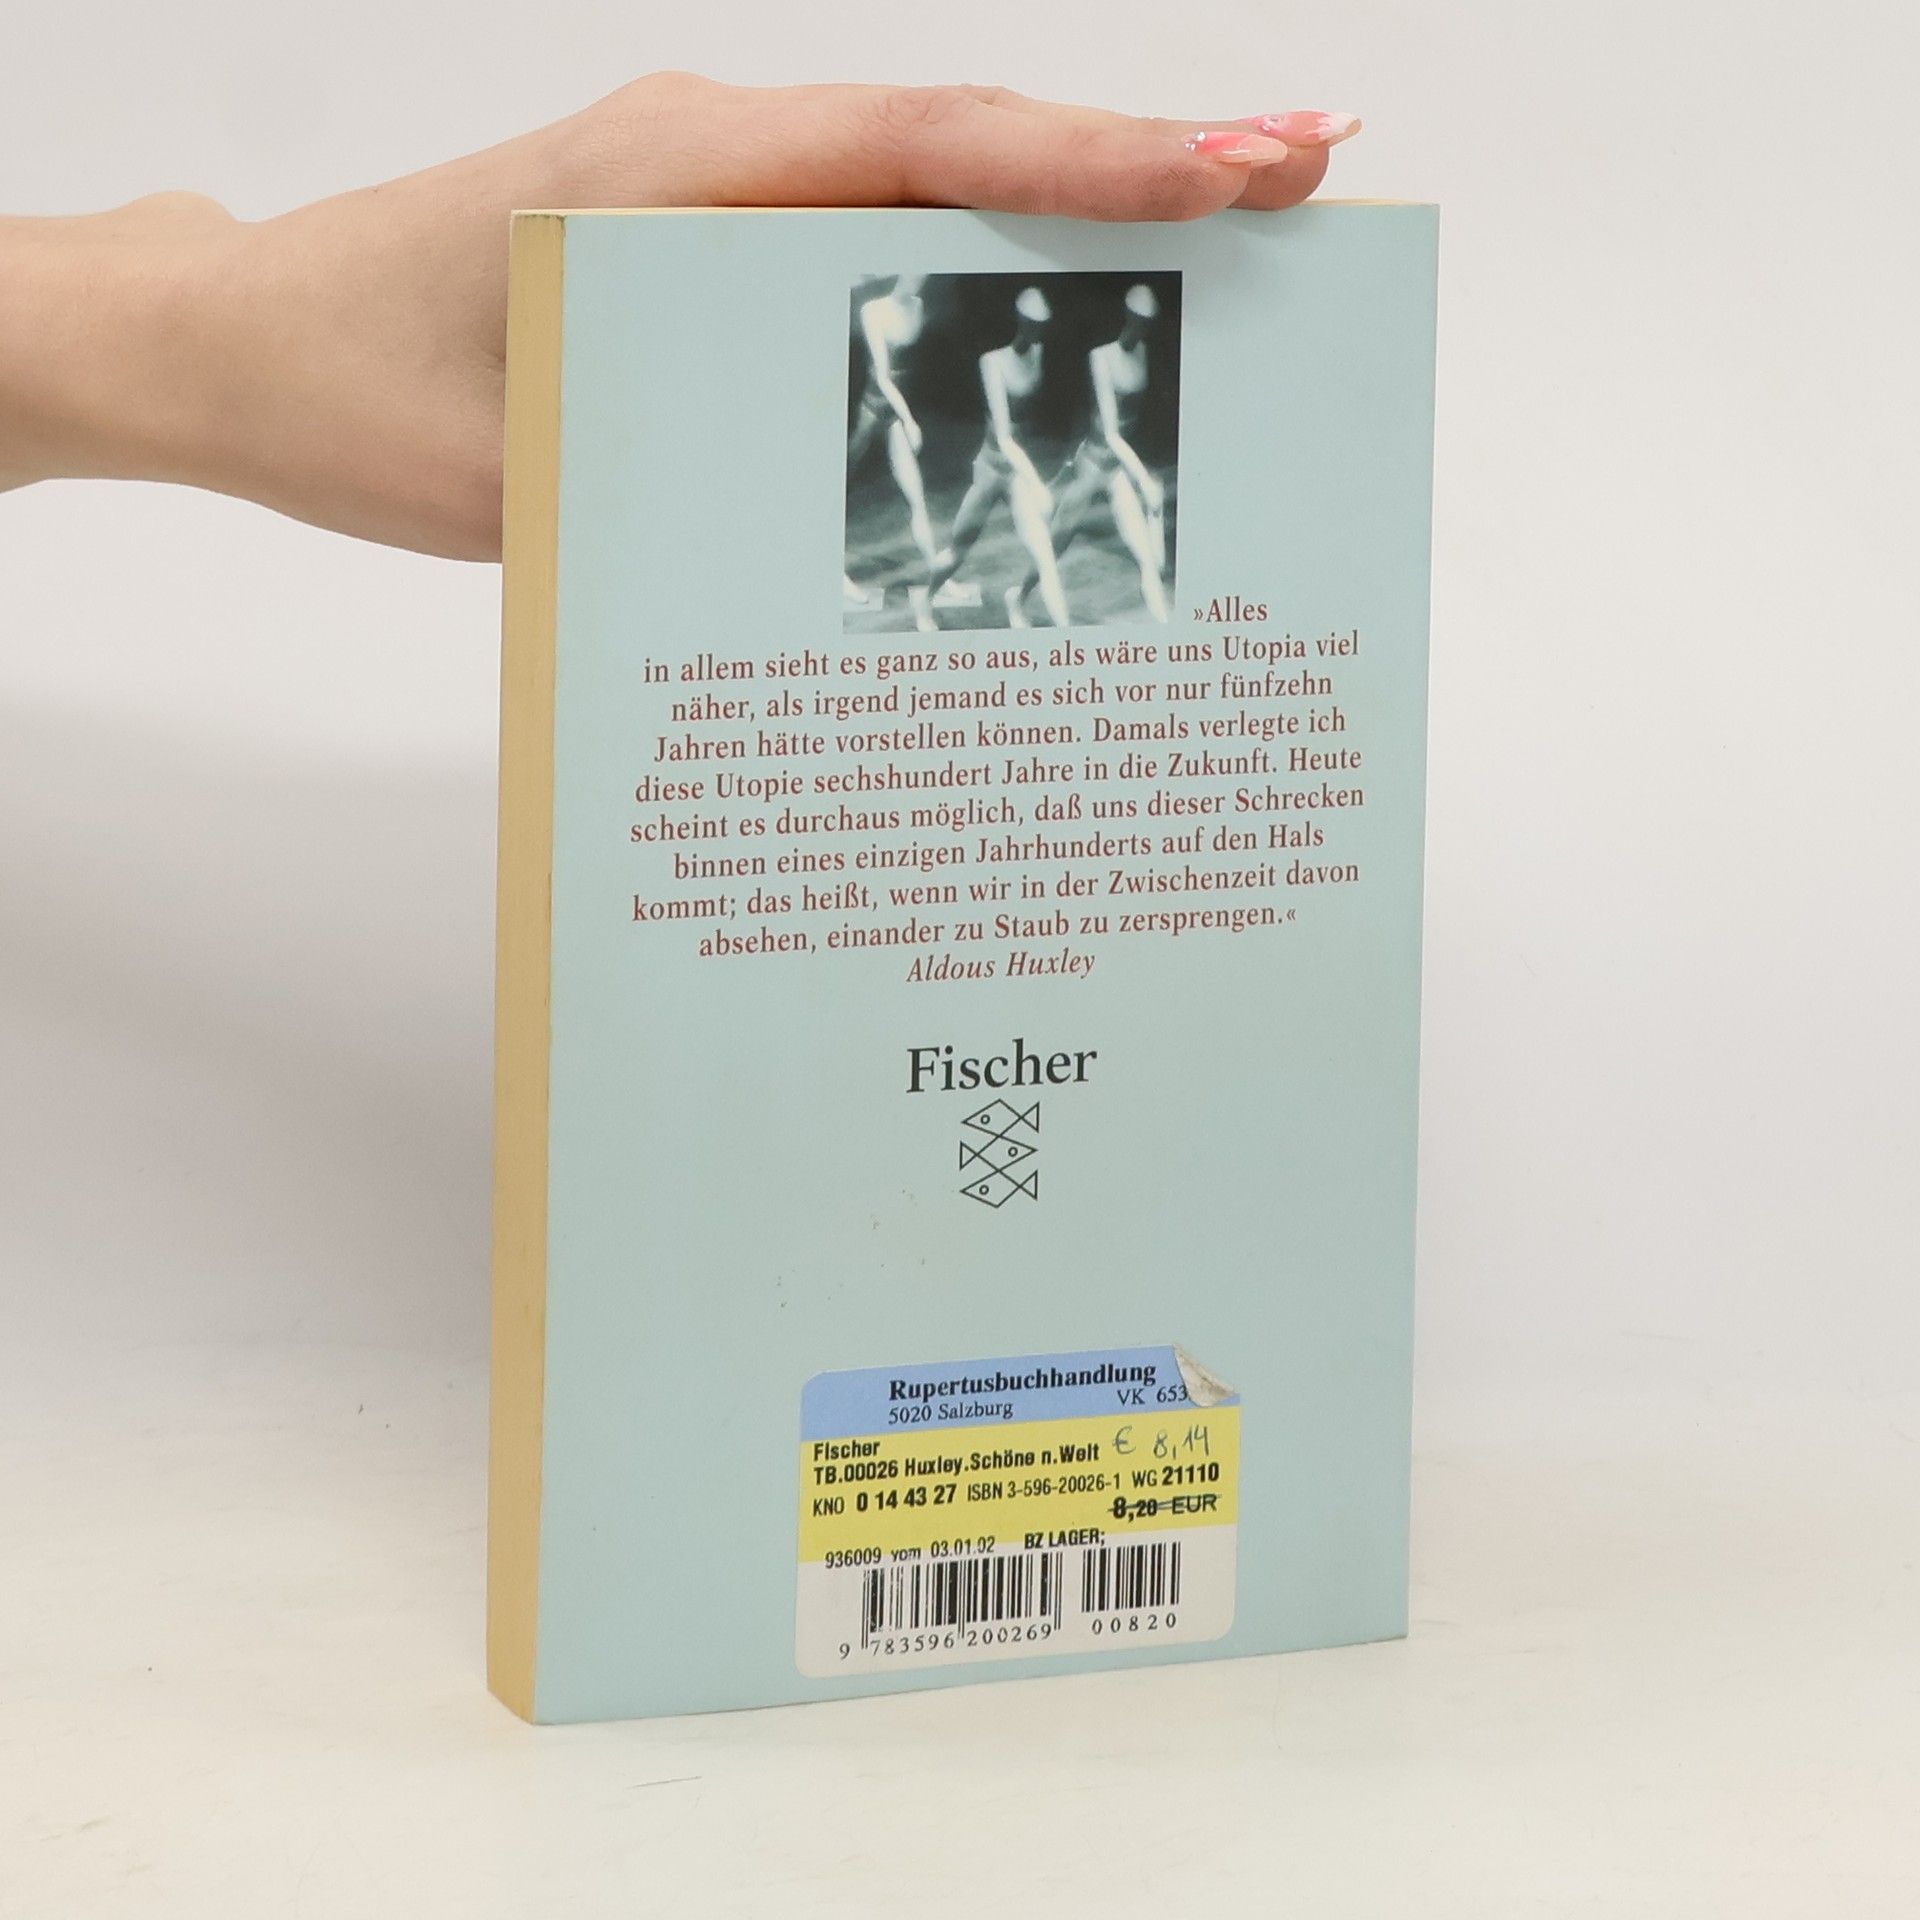 »Alles
in allem sieht es ganz so aus, als wäre uns Utopia viel
näher, als irgend jemand es sich vor nur fünfzehn
Jahren hätte vorstellen können. Damals verlegte ich
diese Utopie sechshundert Jahre in die Zukunft. Heute
scheint es durchaus möglich, daß uns dieser Schrecken
binnen eines einzigen Jahrhunderts auf den Hals
kommt; das heißt, wenn wir in der Zwischenzeit davon
absehen, einander zu Staub zu zersprengen.«
Aldous Huxley
Fischer
Rupertusbuchhandlung
5020 Salzburg VK 653
Fischer
TB.00026 Huxley.Schöne n.Welt € 8,14
KNO 0 14 43 27 ISBN 3-596-20026-1 WG 21110
8,20 EUR
936009 vom 03.01.02 BZ LAGER;
9 783596 200269 00820